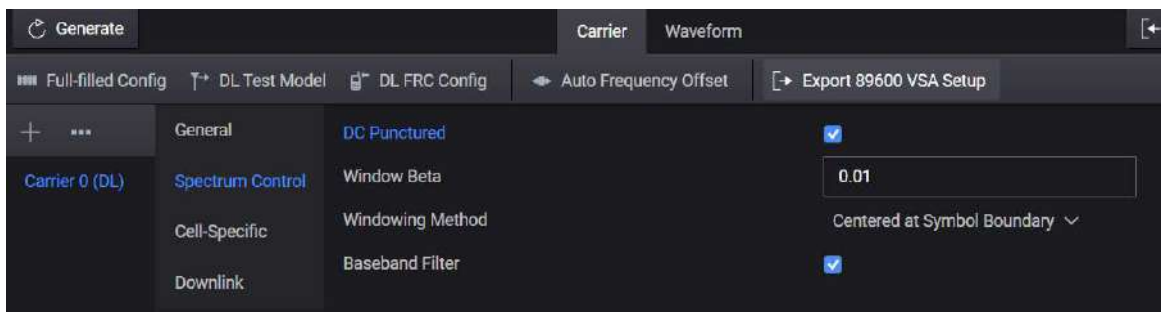 Generate
Carrier Waveform
Full-filled Config DL Test Model DL FRC Config Auto Frequency Offset Export 89600 VSA Setup
General DC Punctured
Carrier 0 (DL) Spectrum Control Window Beta 0.01
Cell-Specific Windowing Method Centered at Symbol Boundary
Downlink Baseband Filter